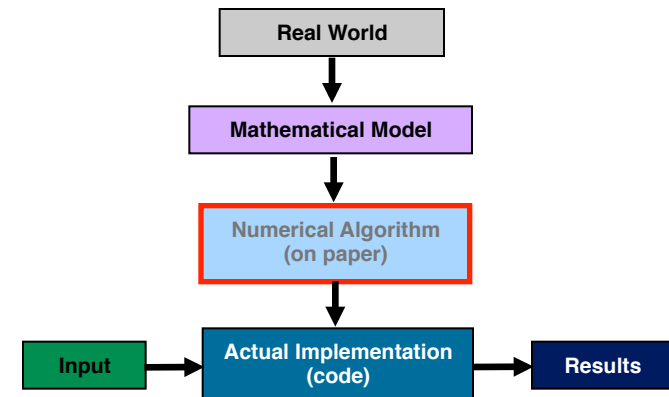 Real World
Mathematical Model
Numerical Algorithm
(on paper)
Input
Actual Implementation
(code)
Results